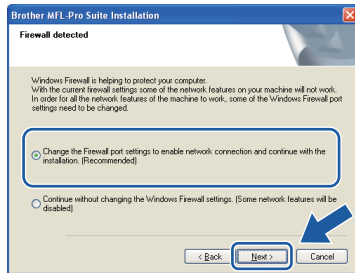 Brother MFL-Pro Suite Installation
Firewall detected
Windows Firewall is helping to protect your computer.
With the current firewall settings some of the network features on your machine will not work.
In order for all the network features of the machine to work, some of the Windows Firewall port
settings need to be changed.
Change the Firewall port settings to enable network connection and continue with the
installation. (Recommended)
Continue without changing the Windows Firewall settings. (Some network features will be
disabled)
< Back
Next >
Cancel